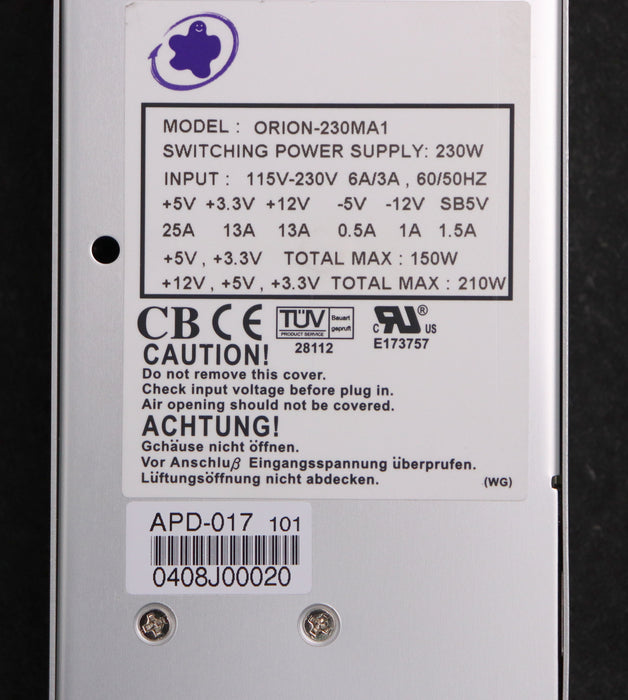 MODEL : ORION-230MA1
SWITCHING POWER SUPPLY: 230W
INPUT : 115V-230V 6A/3A , 60/50HZ
+5V +3.3V +12V -5V -12V SB5V
25A 13A 13A 0.5A 1A 1.5A
+5V , +3.3V TOTAL MAX : 150W
+12V , +5V , +3.3V TOTAL MAX : 210W
CB CE TÜV Bauart geprüft PRODUCT SERVICE c RU ® US
28112 E173757
CAUTION!
Do not remove this cover.
Check input voltage before plug in.
Air opening should not be covered.
ACHTUNG!
Gchäuse nicht öffnen.
Vor Anschluβ Eingangsspannung überprufen.
Lüftungsöffnung nicht abdecken. (WG)
APD-017 101
0408J00020